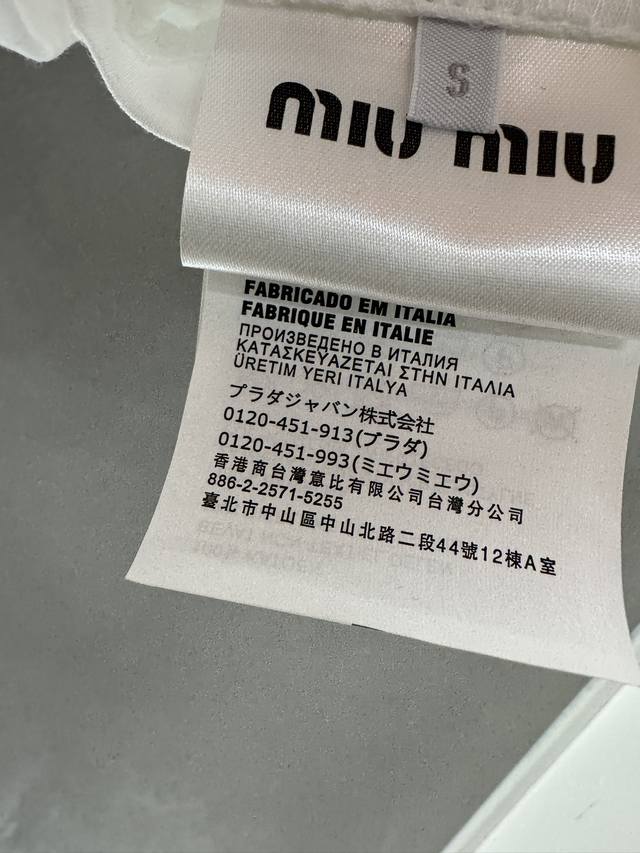 S
MIU MIU
FABRICADO EM ITALIA
FABRIQUE EN ITALIE
ПРОИЗВЕДЕНО В ИТАЛИЯ
ΚΑΤΑΣΚΕΥΑΖΕΤΑΙ ΣΤΗΝ ΙΤΑΛΙΑ
ÜRETIM YERI ITALYA
プラダジャパン株式会社
0120-451-913(プラダ)
0120-451-993(ミュウミュウ)
香港商台灣意比有限公司台灣分公司
886-2-2571-5255
臺北市中山區中山北路二段44號12棟A室